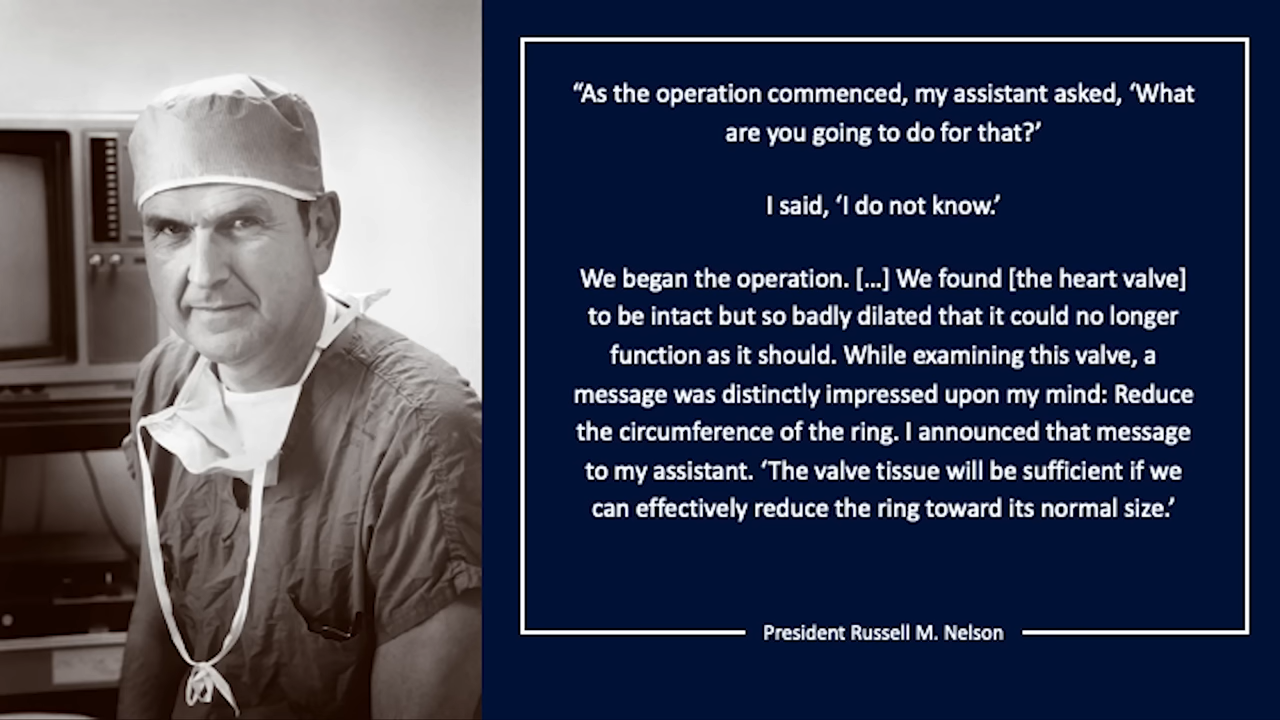 “As the operation commenced, my assistant asked, ‘What
are you going to do for that?’
I said, ‘I do not know.’
We began the operation. […] We found [the heart valve]
to be intact but so badly dilated that it could no longer
function as it should. While examining this valve, a
message was distinctly impressed upon my mind: Reduce
the circumference of the ring. I announced that message
to my assistant. ‘The valve tissue will be sufficient if we
can effectively reduce the ring toward its normal size.’
President Russell M. Nelson